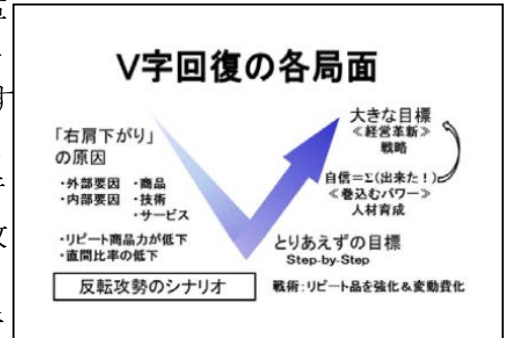 V字回復の各局面
「右肩下がり」
の原因
・外部要因 ・商品
・内部要因 ・技術
・サービス
・リピート商品力が低下
・直間比率の低下
反転攻勢のシナリオ
大きな目標
≪経営革新≫
戦略
自信=Σ(出来た!)
≪巻込むパワー≫
人材育成
とりあえずの目標
Step-by-Step
戦術:リピート品を強化&変動費化